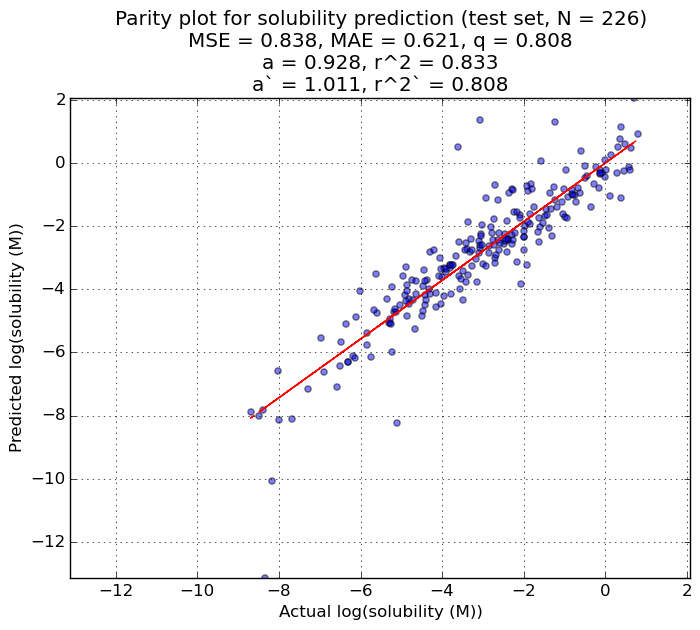 Parity plot for solubility prediction (test set, N = 226)
MSE = 0.838, MAE = 0.621, q = 0.808
a = 0.928, r^2 = 0.833
a` = 1.011, r^2` = 0.808
2
0
−2
−4
−6
−8
−10
−12
Predicted log(solubility (M))
−12 −10 −8 −6 −4 −2 0 2
Actual log(solubility (M))